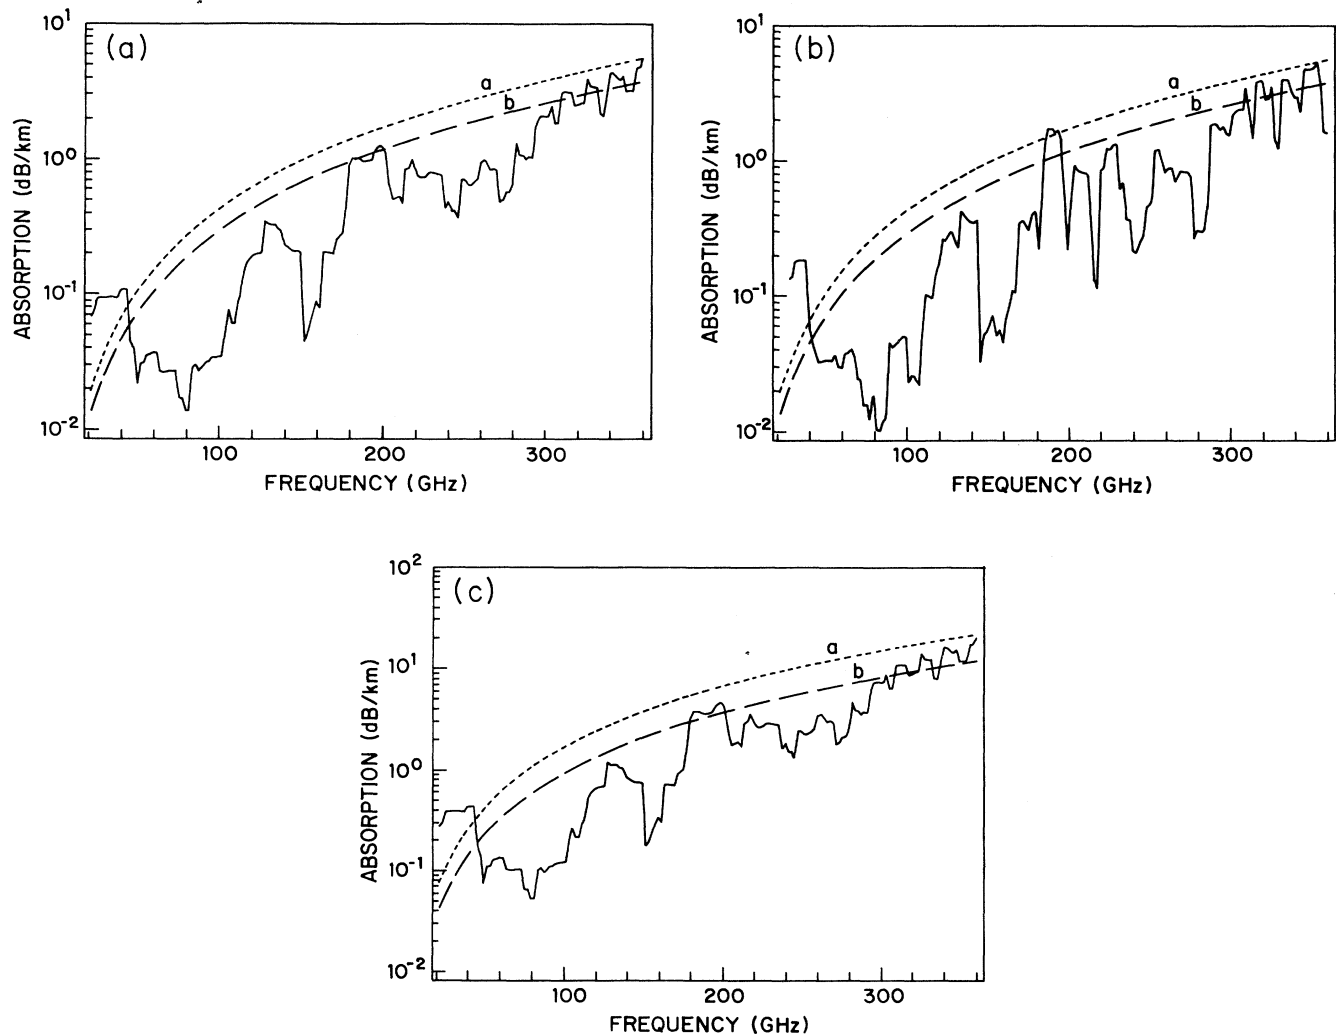 (a)
10¹
10⁰
10⁻¹
10⁻²
ABSORPTION (dB/km)
a
b
100
200
300
FREQUENCY (GHz)
(b)
10¹
10⁰
10⁻¹
10⁻²
ABSORPTION (dB/km)
a
b
100
200
300
FREQUENCY (GHz)
(c)
10²
10¹
10⁰
10⁻¹
10⁻²
ABSORPTION (dB/km)
a
b
100
200
300
FREQUENCY (GHz)